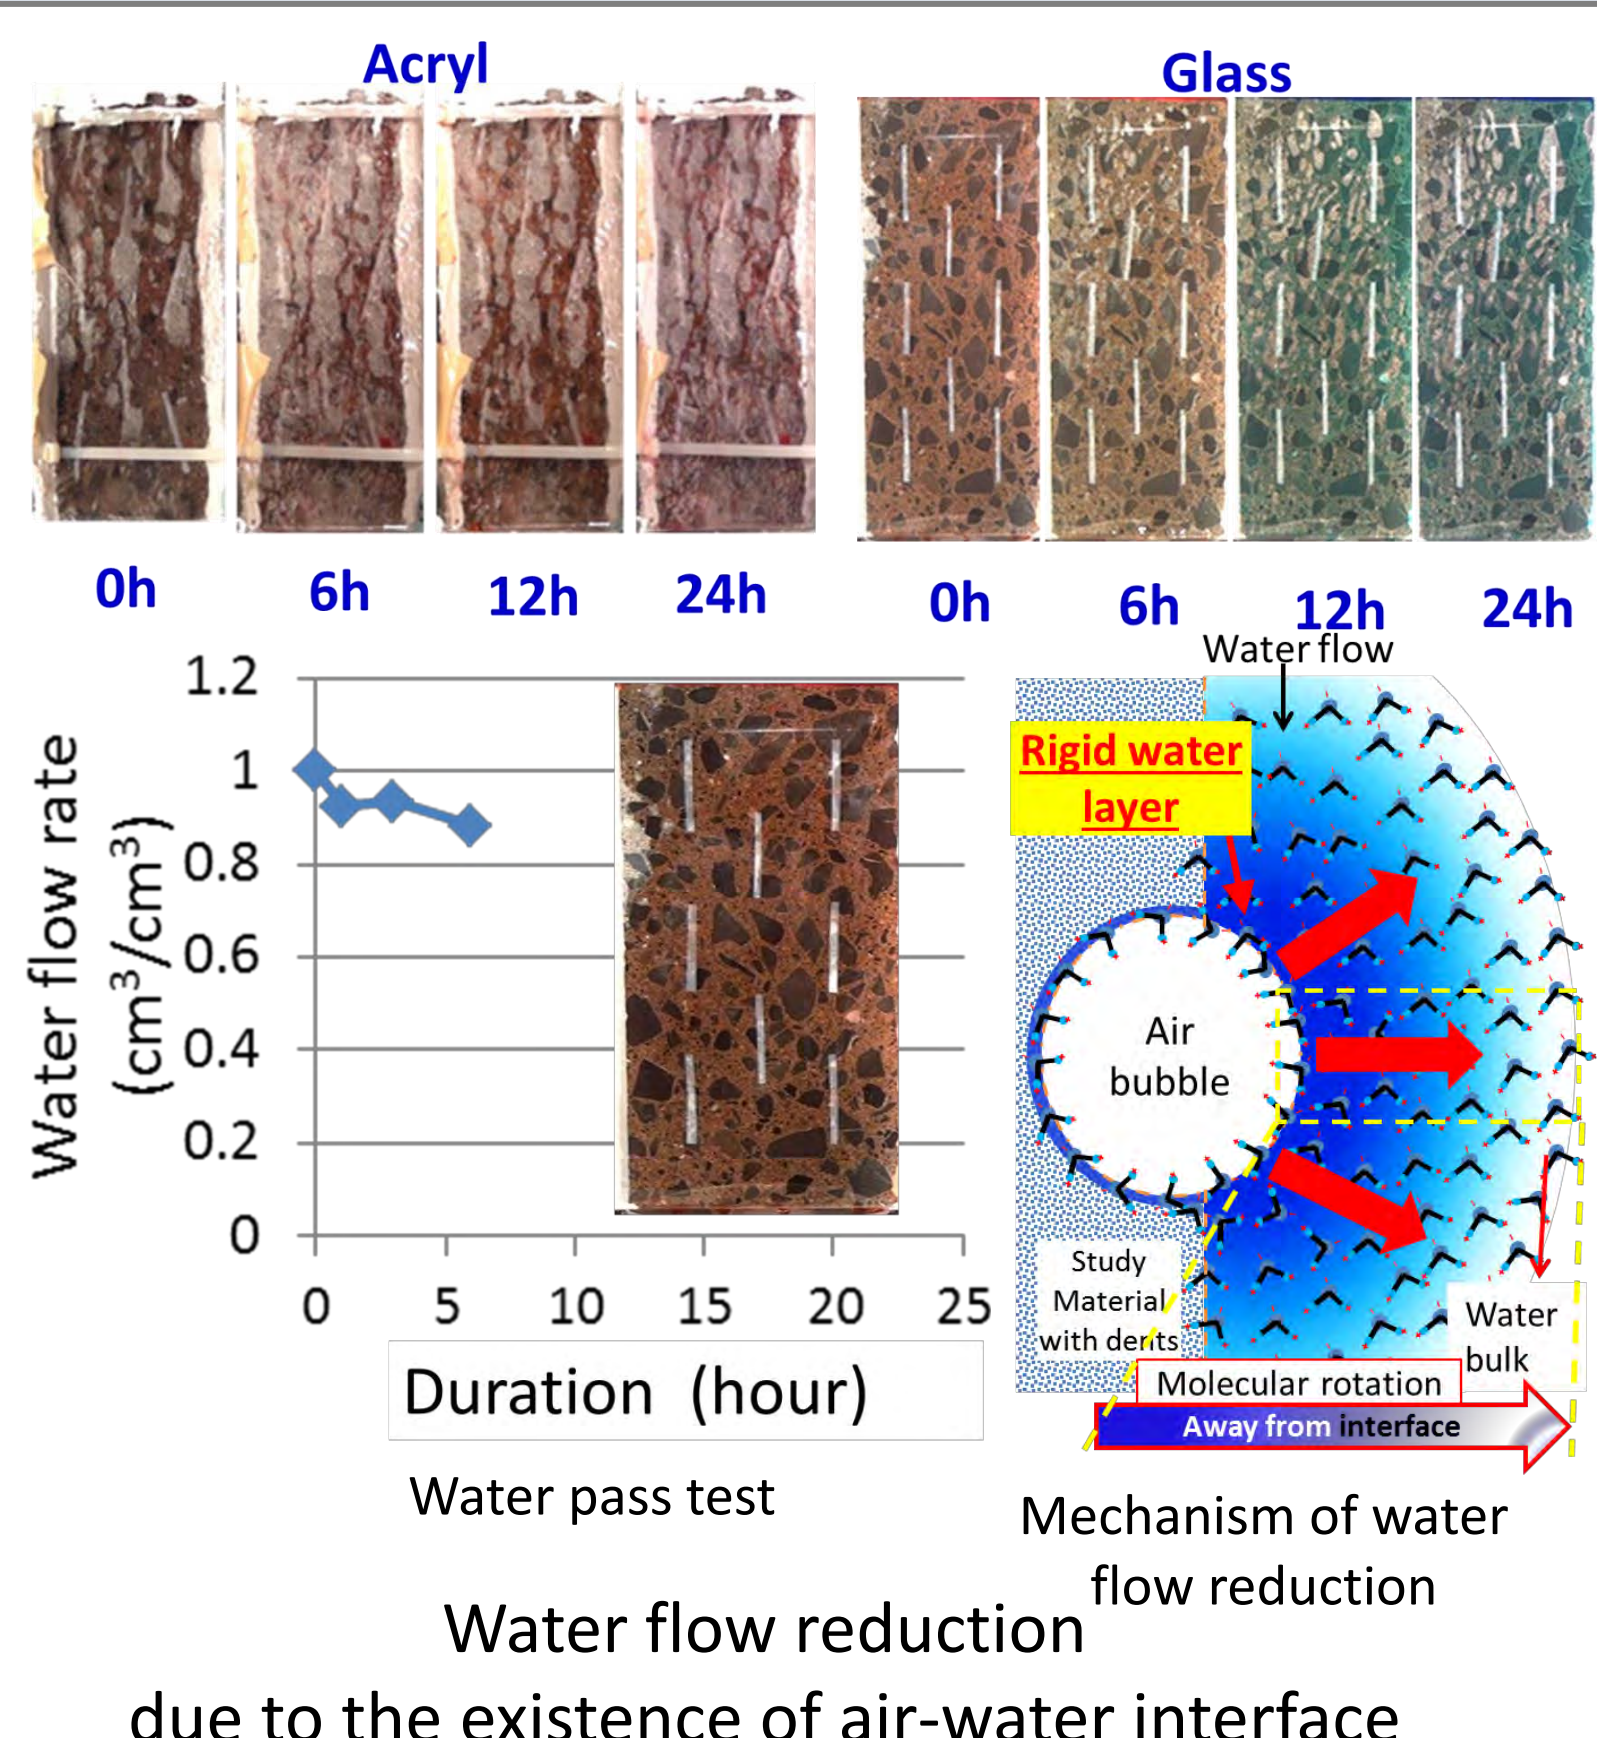 Acryl
Glass
0h
6h
12h
24h
0h
6h
12h
24h
Water flow rate
(cm³/cm³)
1.2
1
0.8
0.6
0.4
0.2
0
0
5
10
15
20
25
Duration (hour)
Water pass test
Water flow
Rigid water
layer
Air
bubble
Study
Material
with dents
Water
bulk
Molecular rotation
Away from interface
Mechanism of water
flow reduction
Water flow reduction
due to the existence of air-water interface